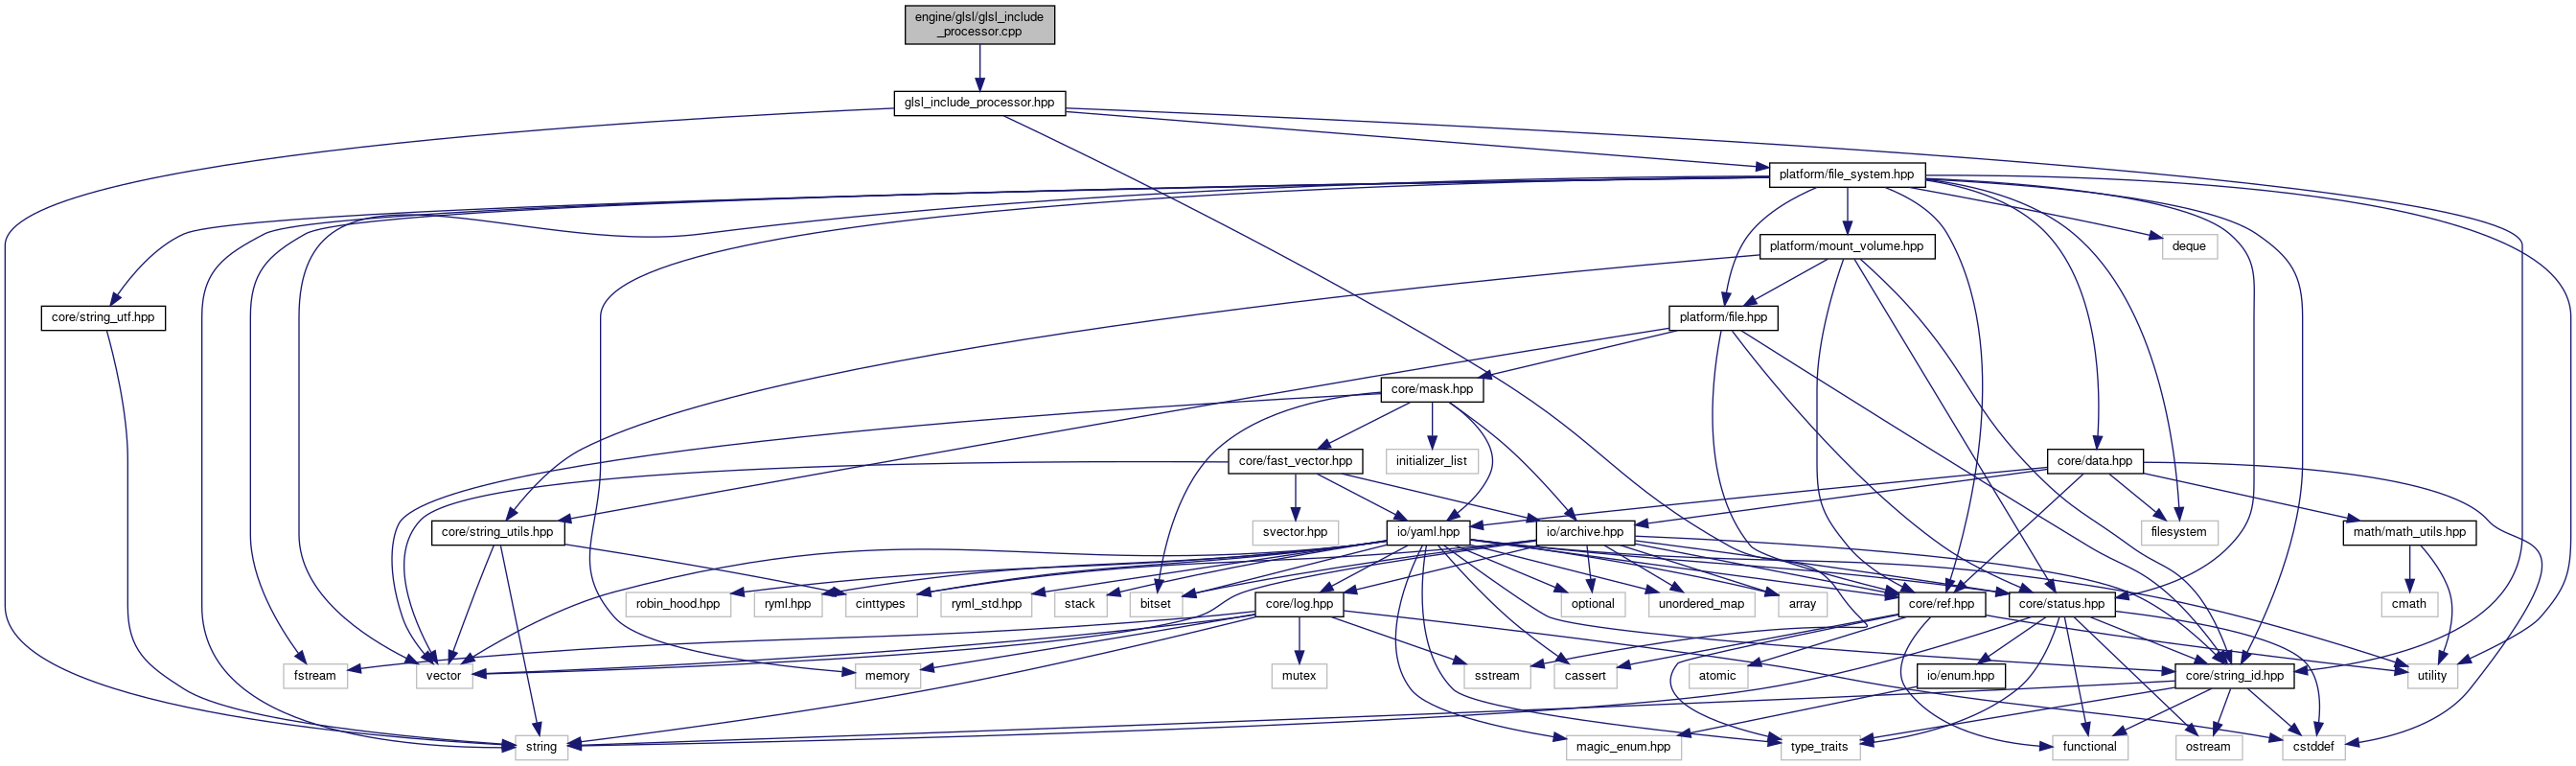 engine/glsl/glsl_include
_processor.cpp
glsl_include_processor.hpp
platform/file_system.hpp
platform/mount_volume.hpp
deque
core/string_utf.hpp
platform/file.hpp
core/mask.hpp
core/fast_vector.hpp
initializer_list
core/data.hpp
core/string_utils.hpp
svector.hpp
io/yaml.hpp
io/archive.hpp
filesystem
math/math_utils.hpp
robin_hood.hpp
ryml.hpp
cinttypes
ryml_std.hpp
stack
bitset
core/log.hpp
optional
unordered_map
array
core/ref.hpp
core/status.hpp
cmath
fstream
vector
memory
mutex
sstream
cassert
atomic
io/enum.hpp
core/string_id.hpp
utility
string
magic_enum.hpp
type_traits
functional
ostream
cstddef